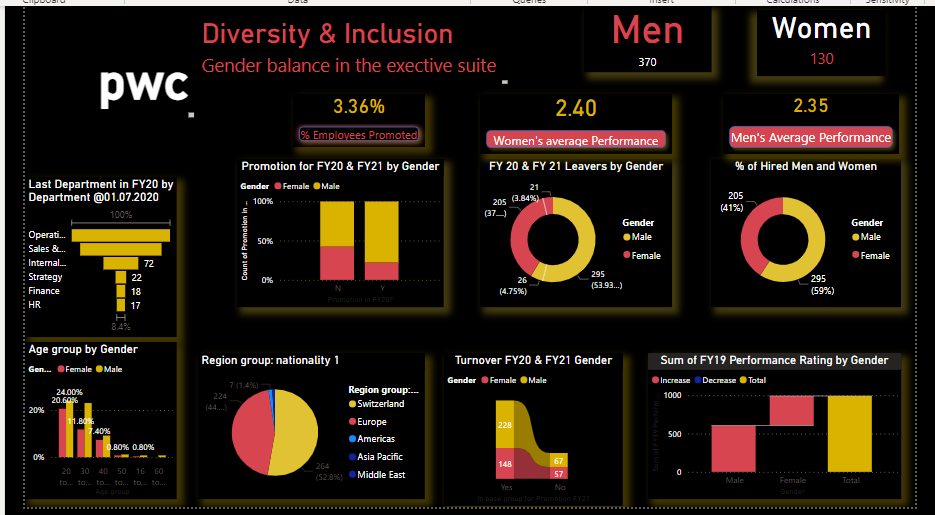 Clipboard
Data
Queries
Insert
Calculations
Sensitivity
Diversity & Inclusion
Gender balance in the exective suite
pwc
Men
370
Women
130
3.36%
% Employees Promoted
2.40
Women's average Performance
2.35
Men's Average Performance
Last Department in FY20 by
Department @01.07.2020
100%
Operati...
Sales &...
Internal... 72
Strategy 22
Finance 18
HR 17
8.4%
Promotion for FY20 & FY21 by Gender
Gender Female Male
Count of Promotion in ...
100%
50%
0%
N Y
Promotion in FY20?
FY 20 & FY 21 Leavers by Gender
21
(3.84%)
205
(37....)
26
(4.75%)
295
(53.93...)
Gender
Male
Female
% of Hired Men and Women
205
(41%)
295
(59%)
Gender
Male
Female
Age group by Gender
Gen... Female Male
20%
0%
24.00%
20.60%
11.80%
7.40%
0.80% 0.80%
20 30 40 50 16 60
to... to... to... to... to...
Age group
Region group: nationality 1
7 (1.4%)
224
(44....)
264
(52.8%)
Region group:....
Switzerland
Europe
Americas
Asia Pacific
Middle East
Turnover FY20 & FY21 Gender
Gender Female Male
228
148
67
57
Yes No
In base group for Promotion FY21
Sum of FY19 Performance Rating by Gender
Increase Decrease Total
Sum of FY19 Perform...
1000
500
0
Male Female Total
Gender